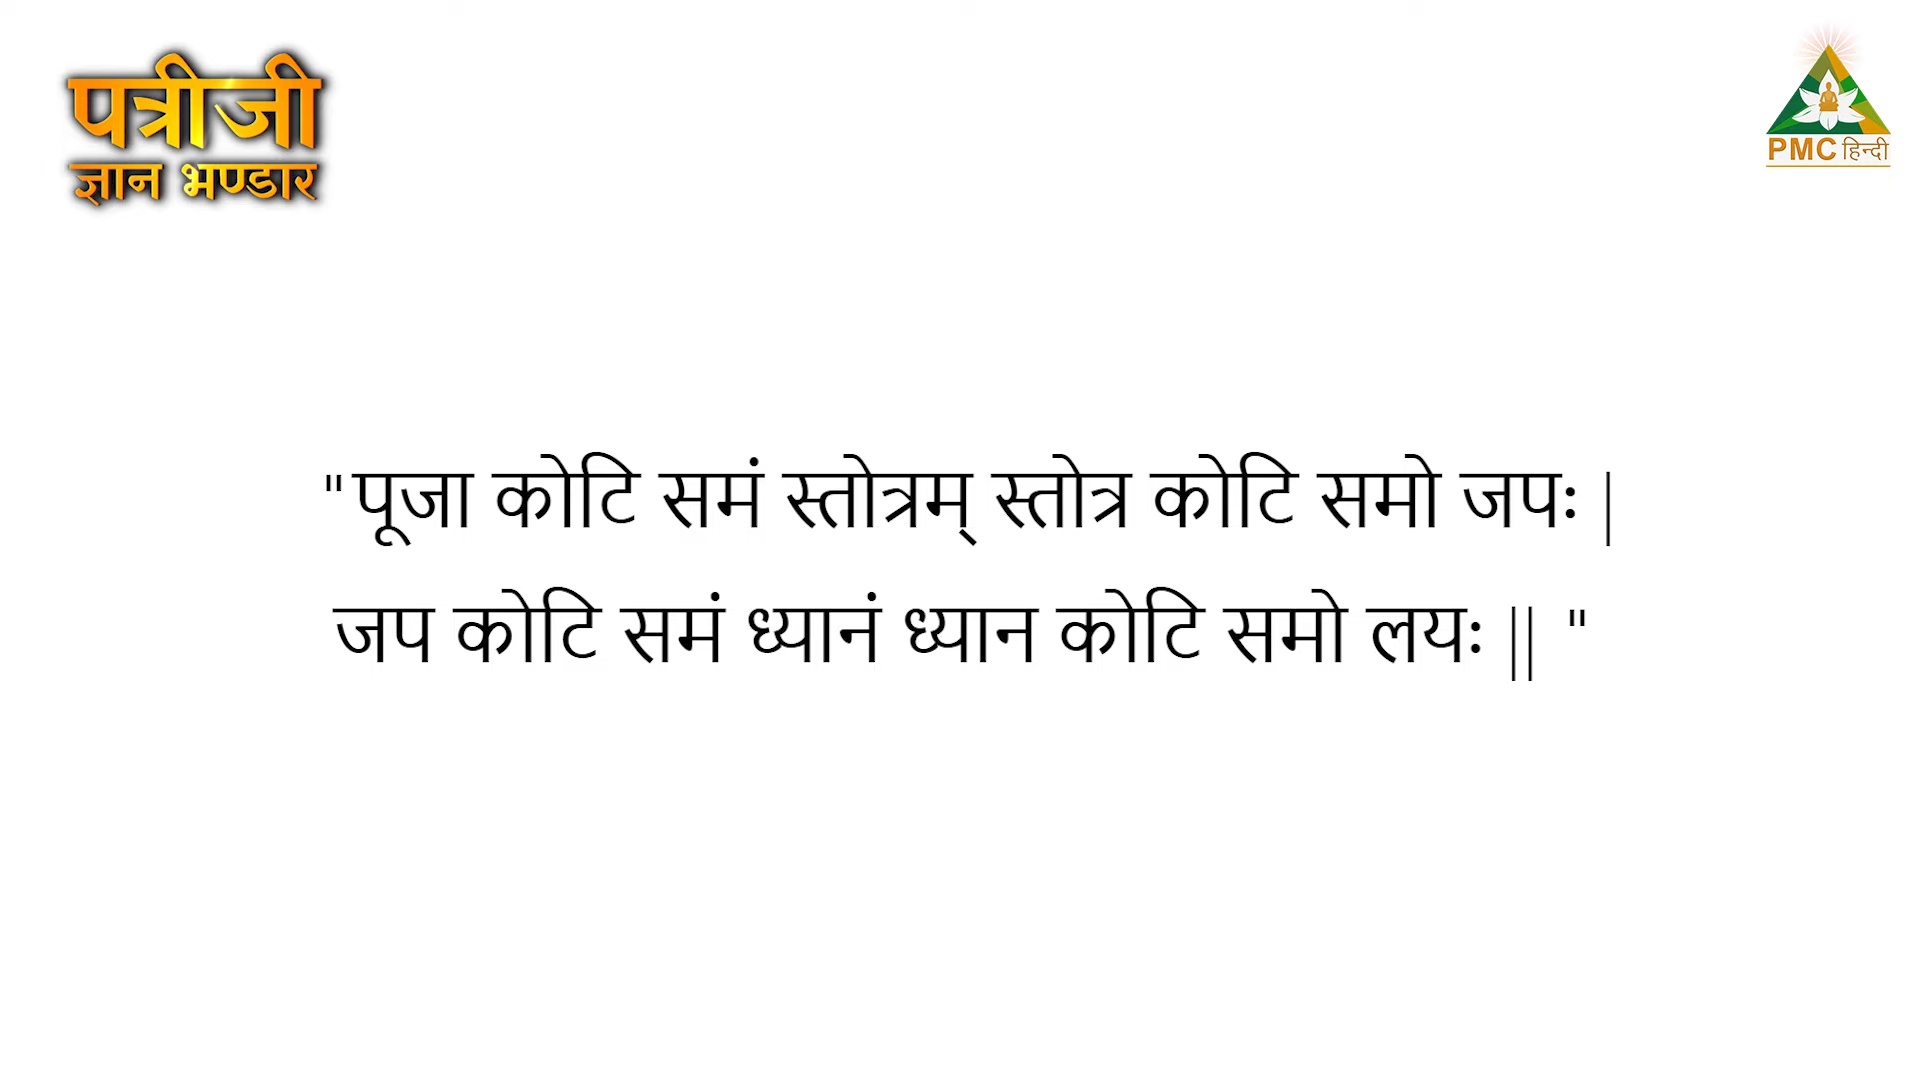 पत्रीजी
ज्ञान भण्डार
PMC हिन्दी
"पूजा कोटि समं स्तोत्रम् स्तोत्र कोटि समो जपः |
जप कोटि समं ध्यानं ध्यान कोटि समो लयः || "